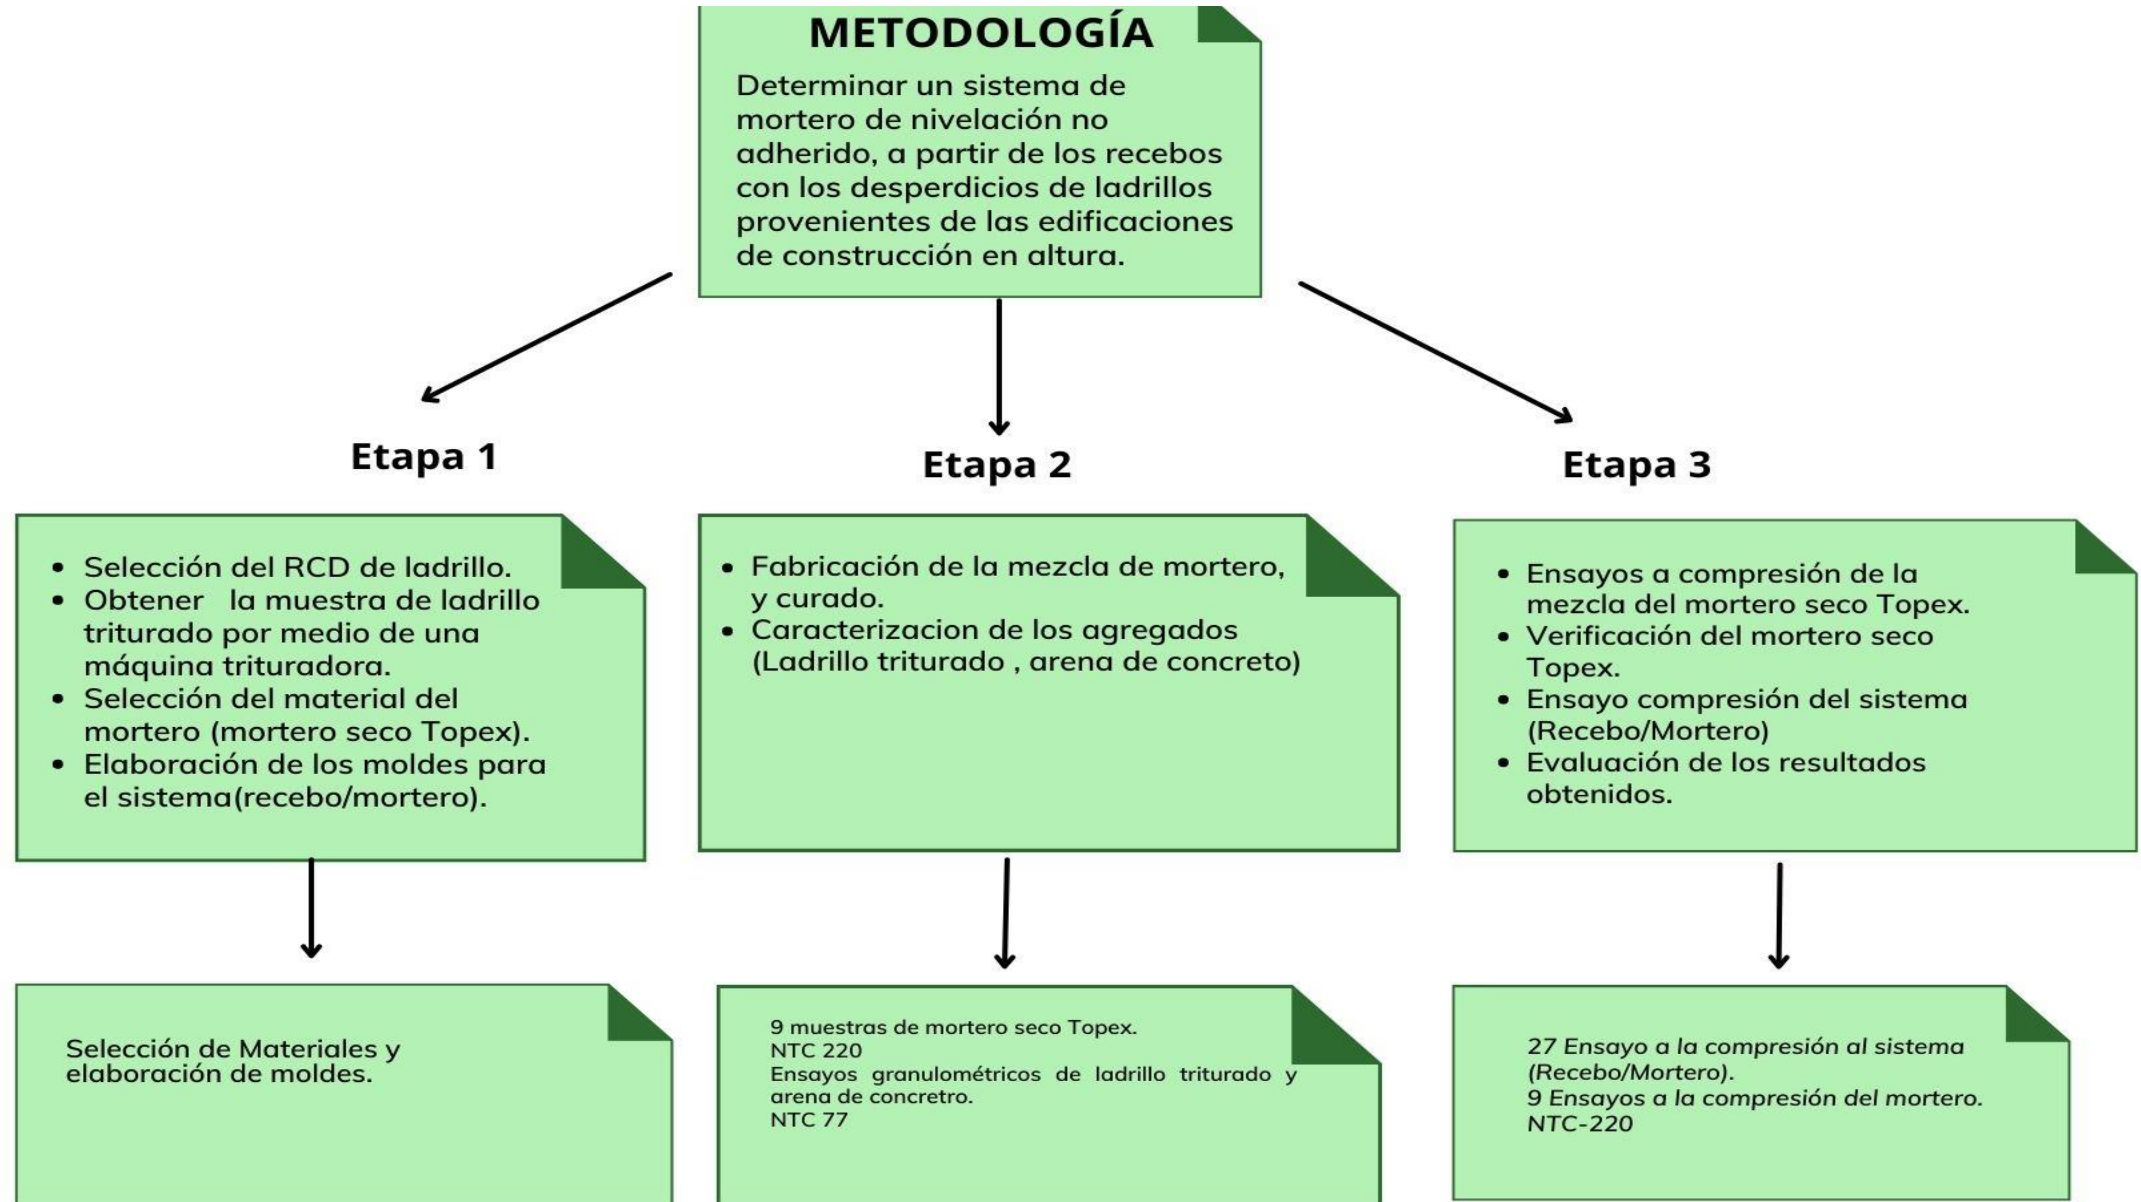 METODOLOGÍA
Determinar un sistema de
mortero de nivelación no
adherido, a partir de los recebos
con los desperdicios de ladrillos
provenientes de las edificaciones
de construcción en altura.
Etapa 1
• Selección del RCD de ladrillo.
• Obtener la muestra de ladrillo
triturado por medio de una
máquina trituradora.
• Selección del material del
mortero (mortero seco Topex).
• Elaboración de los moldes para
el sistema(recebo/mortero).
Selección de Materiales y
elaboración de moldes.
Etapa 2
• Fabricación de la mezcla de mortero,
y curado.
• Caracterizacion de los agregados
(Ladrillo triturado , arena de concreto)
9 muestras de mortero seco Topex.
NTC 220
Ensayos granulométricos de ladrillo triturado y
arena de concretro.
NTC 77
Etapa 3
• Ensayos a compresión de la
mezcla del mortero seco Topex.
• Verificación del mortero seco
Topex.
• Ensayo compresión del sistema
(Recebo/Mortero)
• Evaluación de los resultados
obtenidos.
27 Ensayo a la compresión al sistema
(Recebo/Mortero).
9 Ensayos a la compresión del mortero.
NTC-220